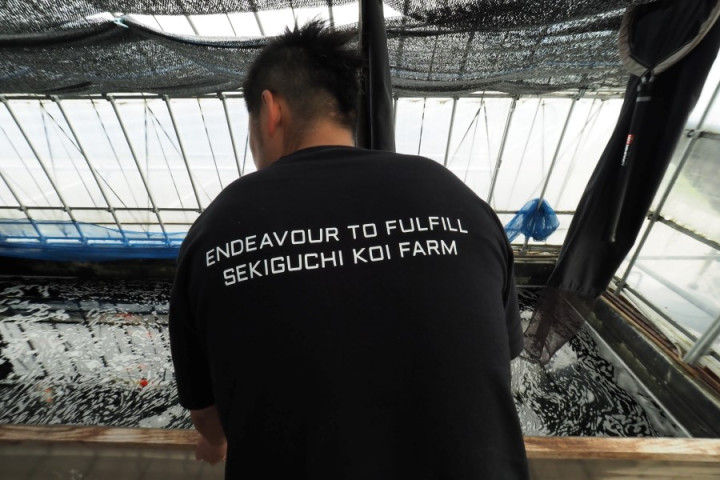 ENDEAVOUR TO FULFILL
SEKIGUCHI KOI FARM